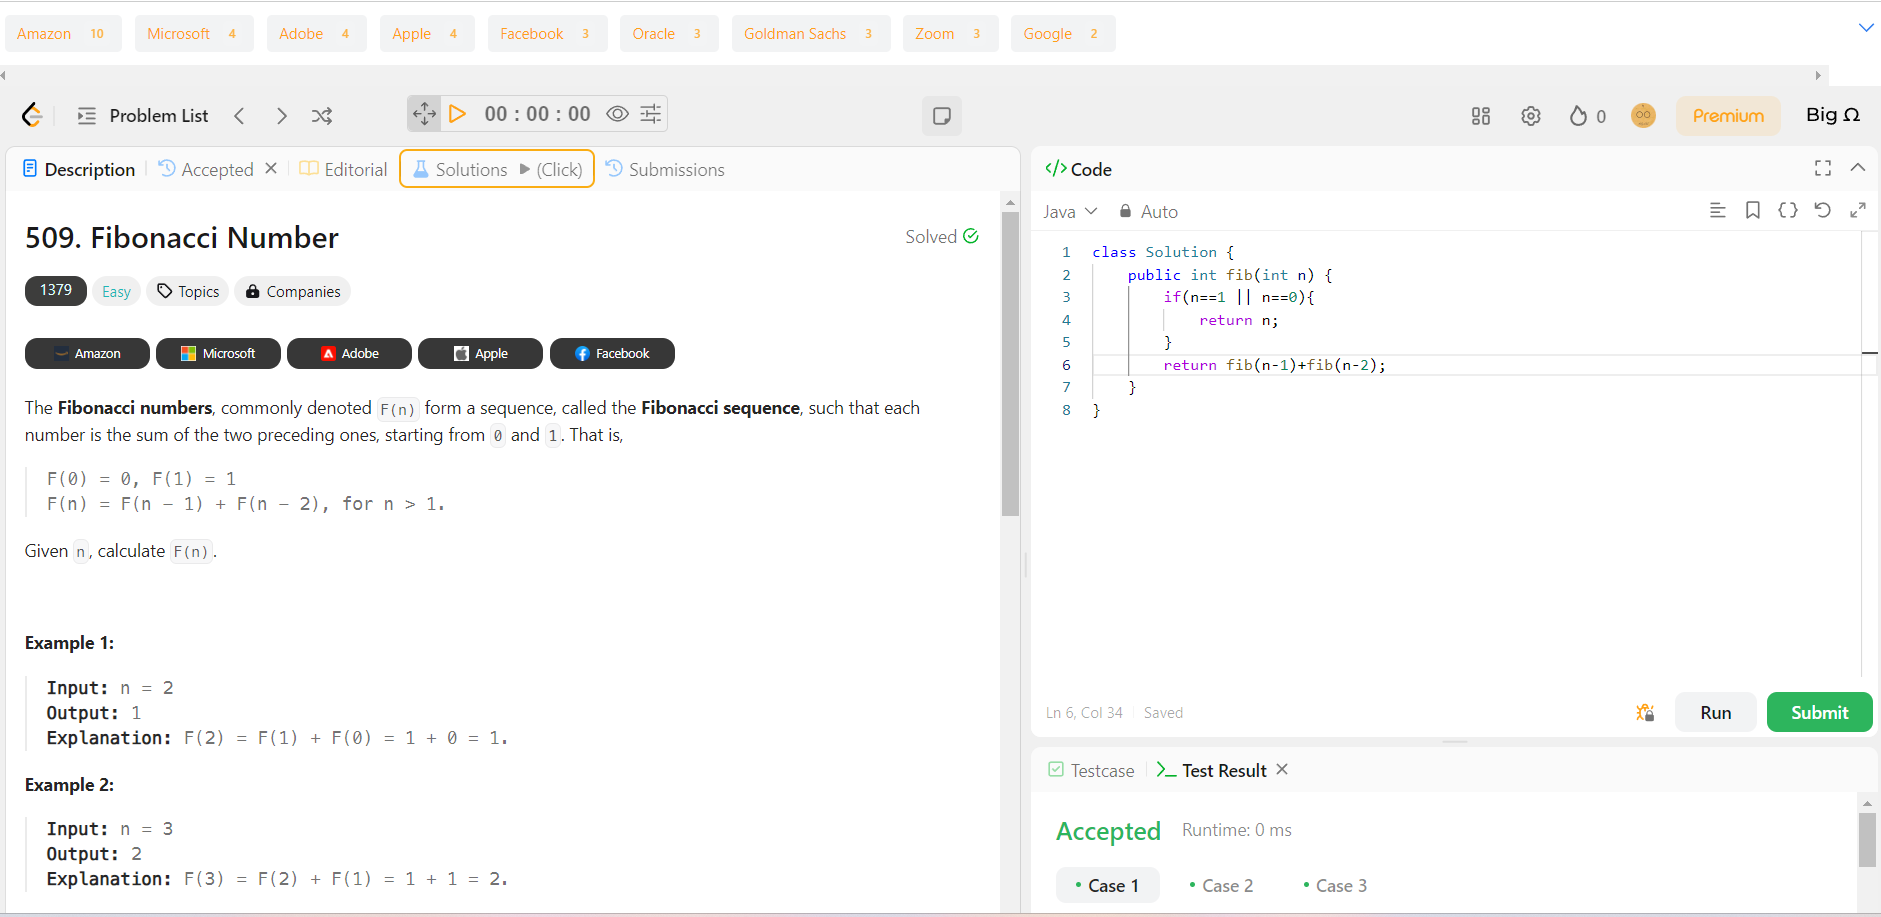 Amazon 10 Microsoft 4 Adobe 4 Apple 4 Facebook 3 Oracle 3 Goldman Sachs 3 Zoom 3 Google 2
Problem List 00 : 00 : 00 0 Premium Big Ω
Description Accepted Editorial Solutions ▶ (Click) Submissions
509. Fibonacci Number
Solved
1379 Easy Topics Companies
Amazon Microsoft Adobe Apple Facebook
The Fibonacci numbers, commonly denoted F(n) form a sequence, called the Fibonacci sequence, such that each
number is the sum of the two preceding ones, starting from 0 and 1. That is,
F(0) = 0, F(1) = 1
F(n) = F(n − 1) + F(n − 2), for n > 1.
Given n, calculate F(n).
Example 1:
Input: n = 2
Output: 1
Explanation: F(2) = F(1) + F(0) = 1 + 0 = 1.
Example 2:
Input: n = 3
Output: 2
Explanation: F(3) = F(2) + F(1) = 1 + 1 = 2.
</> Code
Java Auto
1 class Solution {
2 public int fib(int n) {
3 if(n==1 || n==0){
4 return n;
5 }
6 return fib(n-1)+fib(n-2);
7 }
8 }
Ln 6, Col 34 Saved
Run Submit
Testcase Test Result
Accepted Runtime: 0 ms
• Case 1 • Case 2 • Case 3